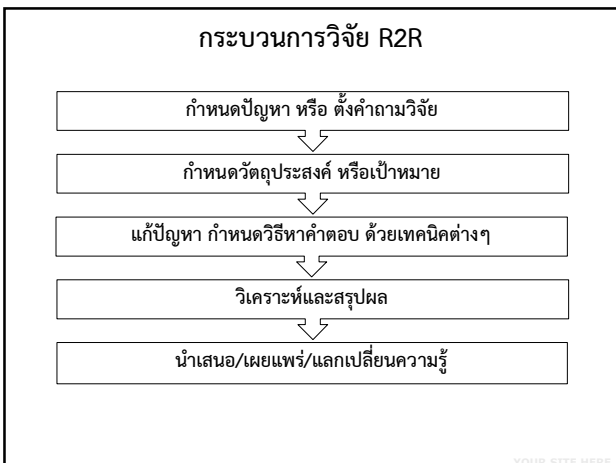 กระบวนการวิจัย R2R
กำหนดปัญหา หรือ ตั้งคำถามวิจัย
กำหนดวัตถุประสงค์ หรือเป้าหมาย
แก้ปัญหา กำหนดวิธีหาคำตอบ ด้วยเทคนิคต่างๆ
วิเคราะห์และสรุปผล
นำเสนอ/เผยแพร่/แลกเปลี่ยนความรู้
YOUR SITE HERE